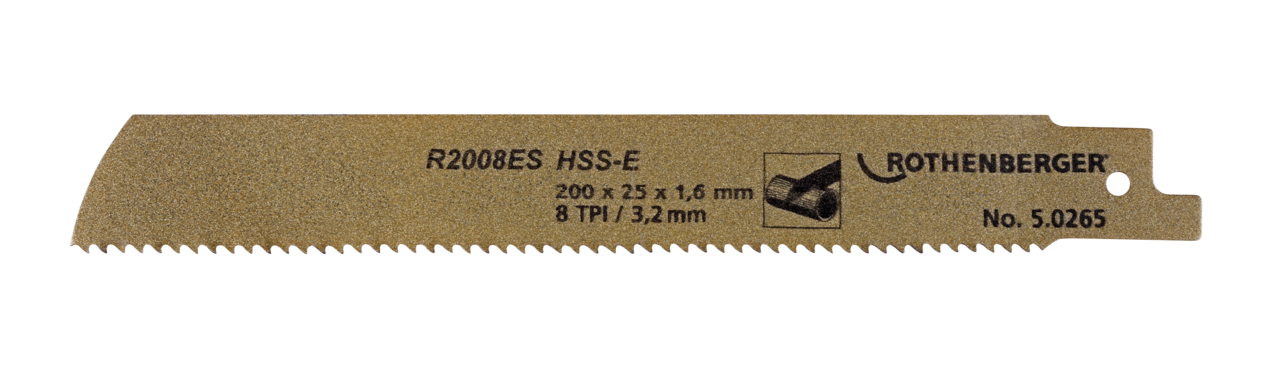 R2008ES HSS-E
200 x 25 x 1,6 mm
8 TPI / 3,2 mm
ROTHENBERGER
No. 5.0265